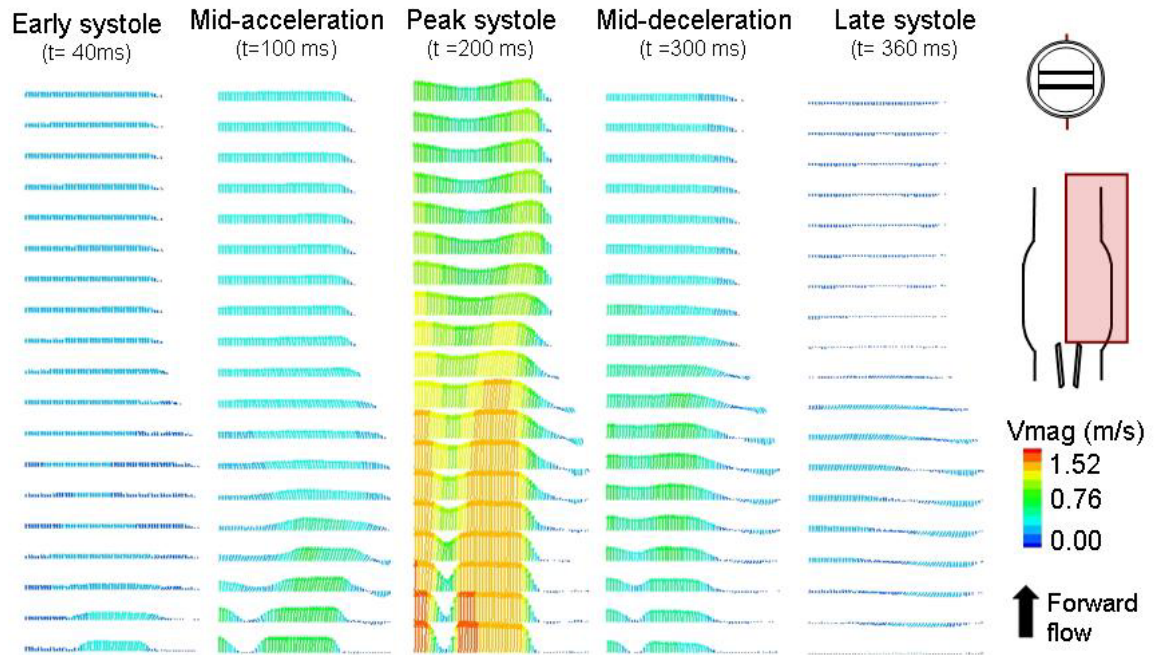 Early systole
(t= 40ms)
Mid-acceleration
(t=100 ms)
Peak systole
(t =200 ms)
Mid-deceleration
(t =300 ms)
Late systole
(t= 360 ms)
Vmag (m/s)
1.52
0.76
0.00
Forward
flow